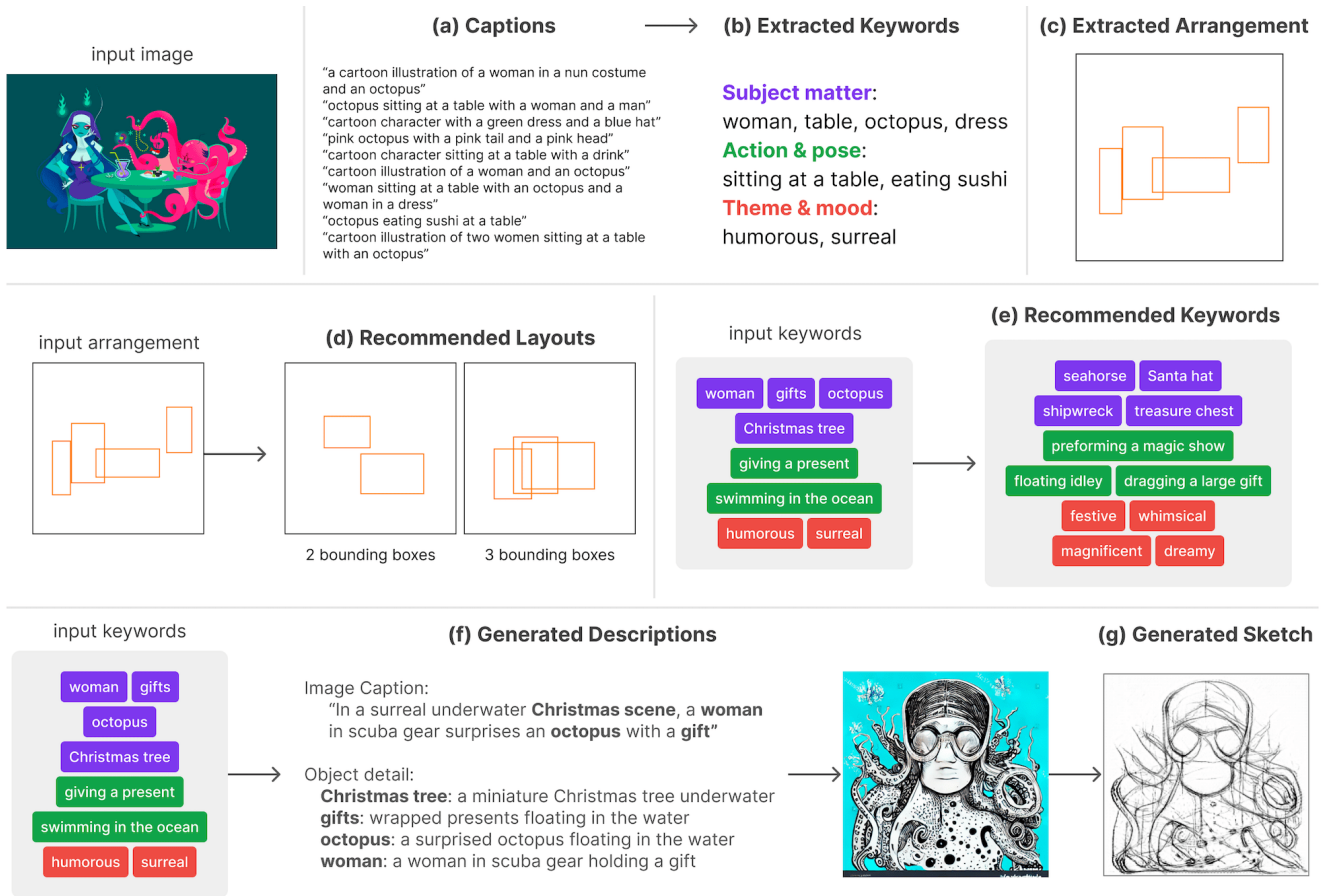 input image
(a) Captions
“a cartoon illustration of a woman in a nun costume
and an octopus”
“octopus sitting at a table with a woman and a man”
“cartoon character with a green dress and a blue hat”
“pink octopus with a pink tail and a pink head”
“cartoon character sitting at a table with a drink”
“cartoon illustration of a woman and an octopus”
“woman sitting at a table with an octopus and a
woman in a dress”
“octopus eating sushi at a table”
“cartoon illustration of two women sitting at a table
with an octopus”
(b) Extracted Keywords
Subject matter:
woman, table, octopus, dress
Action & pose:
sitting at a table, eating sushi
Theme & mood:
humorous, surreal
(c) Extracted Arrangement
input arrangement
(d) Recommended Layouts
2 bounding boxes
3 bounding boxes
input keywords
woman gifts octopus
Christmas tree
giving a present
swimming in the ocean
humorous surreal
(e) Recommended Keywords
seahorse Santa hat
shipwreck treasure chest
preforming a magic show
floating idley dragging a large gift
festive whimsical
magnificent dreamy
input keywords
woman gifts
octopus
Christmas tree
giving a present
swimming in the ocean
humorous surreal
(f) Generated Descriptions
Image Caption:
“In a surreal underwater Christmas scene, a woman
in scuba gear surprises an octopus with a gift”
Object detail:
Christmas tree: a miniature Christmas tree underwater
gifts: wrapped presents floating in the water
octopus: a surprised octopus floating in the water
woman: a woman in scuba gear holding a gift
(g) Generated Sketch